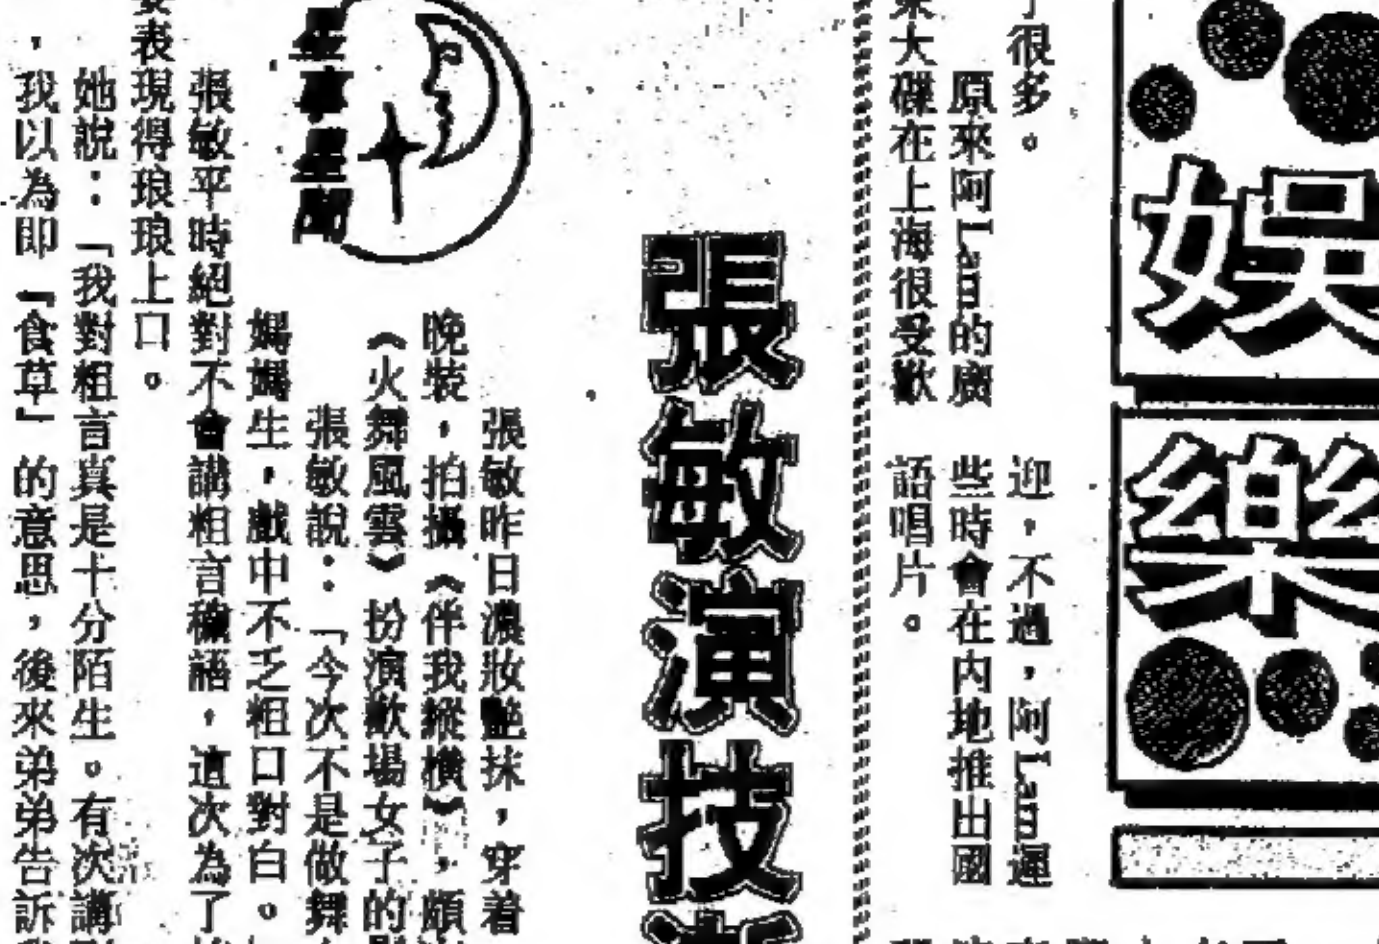 娛
樂
了很多。
原來阿Lam的廣
東大碟在上海很受歡
迎,不過,阿Lam還
些時會在内地推出國
語唱片。
張敏演技
星聞
張敏昨日濃妝艷抹,穿着
晚裝,拍攝《伴我縱橫》,頗
《火舞風雲》扮演歡場女子的
張敏說:「今次不是做舞
媽媽生,戲中不乏粗口對白。
張敏平時絕對不會講粗言穢語,這次為了
表現得琅琅上口。
她說:「我對粗言真是十分陌生。有次講
,我以為即『食草』的意思,後來弟弟告訴